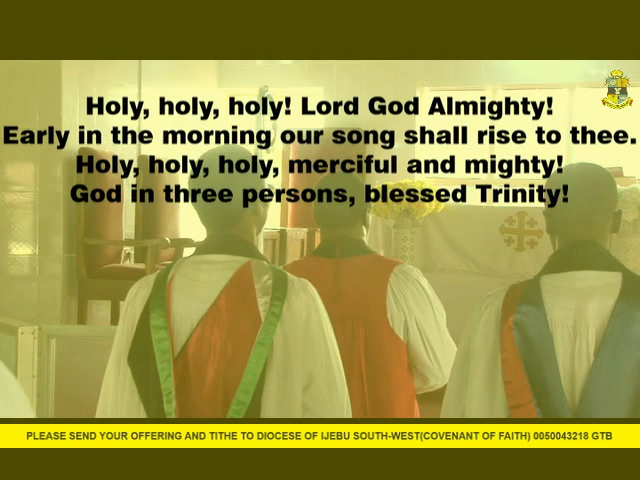 Holy, holy, holy! Lord God Almighty!
Early in the morning our song shall rise to thee.
Holy, holy, holy, merciful and mighty!
God in three persons, blessed Trinity!
PLEASE SEND YOUR OFFERING AND TITHE TO DIOCESE OF IJEBU SOUTH-WEST(COVENANT OF FAITH) 0050043218 GTB